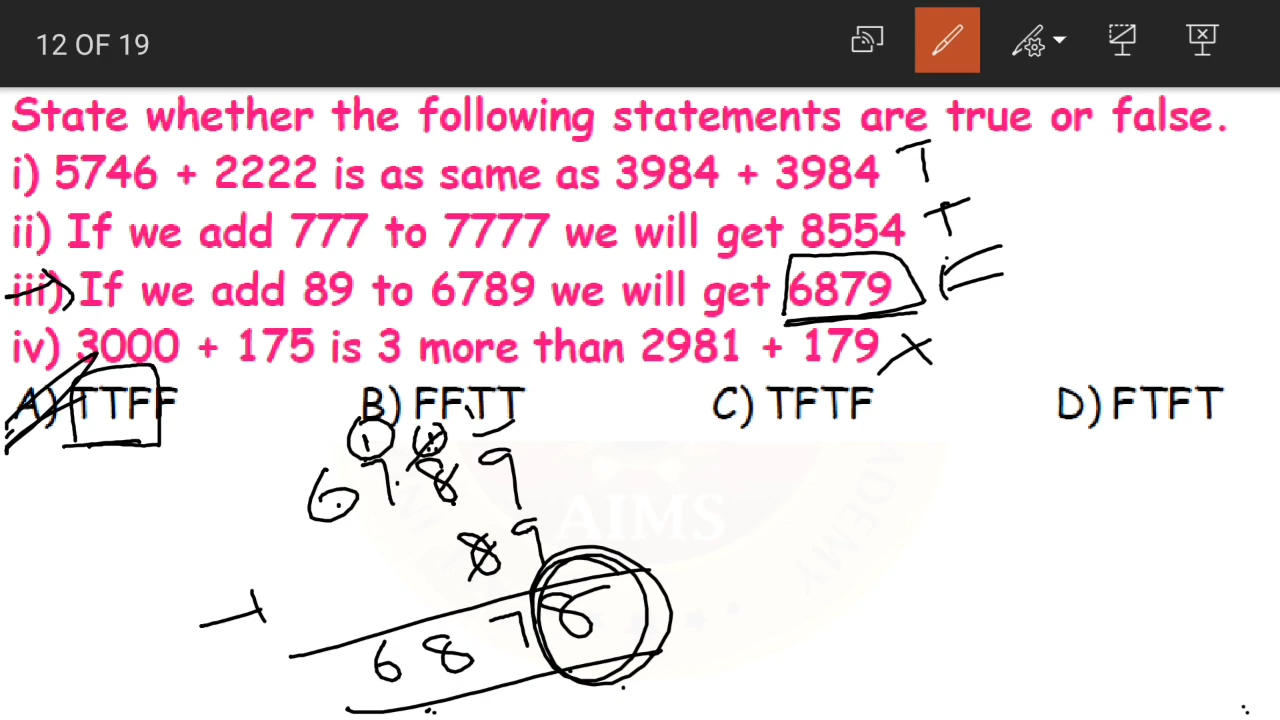 12 OF 19
State whether the following statements are true or false.
i) 5746 + 2222 is as same as 3984 + 3984 T
ii) If we add 777 to 7777 we will get 8554 T
iii) If we add 89 to 6789 we will get 6879 F
iv) 3000 + 175 is 3 more than 2981 + 179 X
A) TTFF B) FFTT C) TFTF D) FTFT
1 1
6789
89
+
6878
AIMS